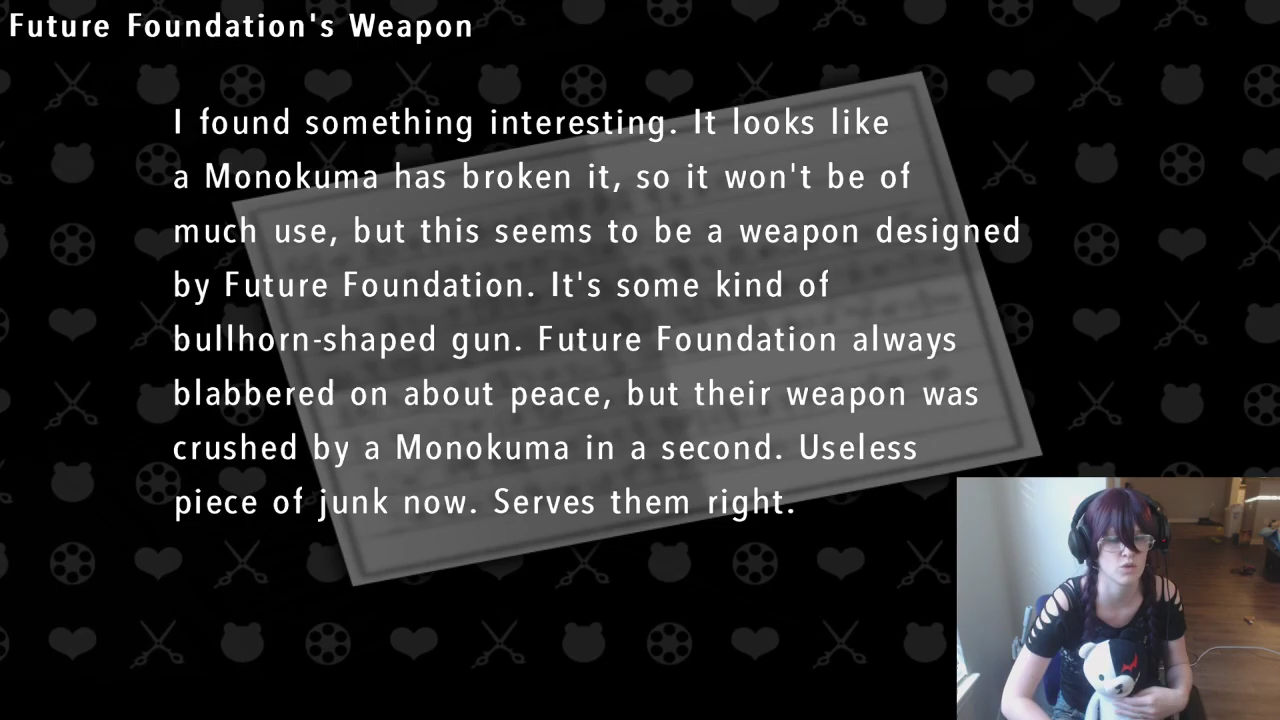 Future Foundation's Weapon
I found something interesting. It looks like
a Monokuma has broken it, so it won't be of
much use, but this seems to be a weapon designed
by Future Foundation. It's some kind of
bullhorn-shaped gun. Future Foundation always
blabbered on about peace, but their weapon was
crushed by a Monokuma in a second. Useless
piece of junk now. Serves them right.